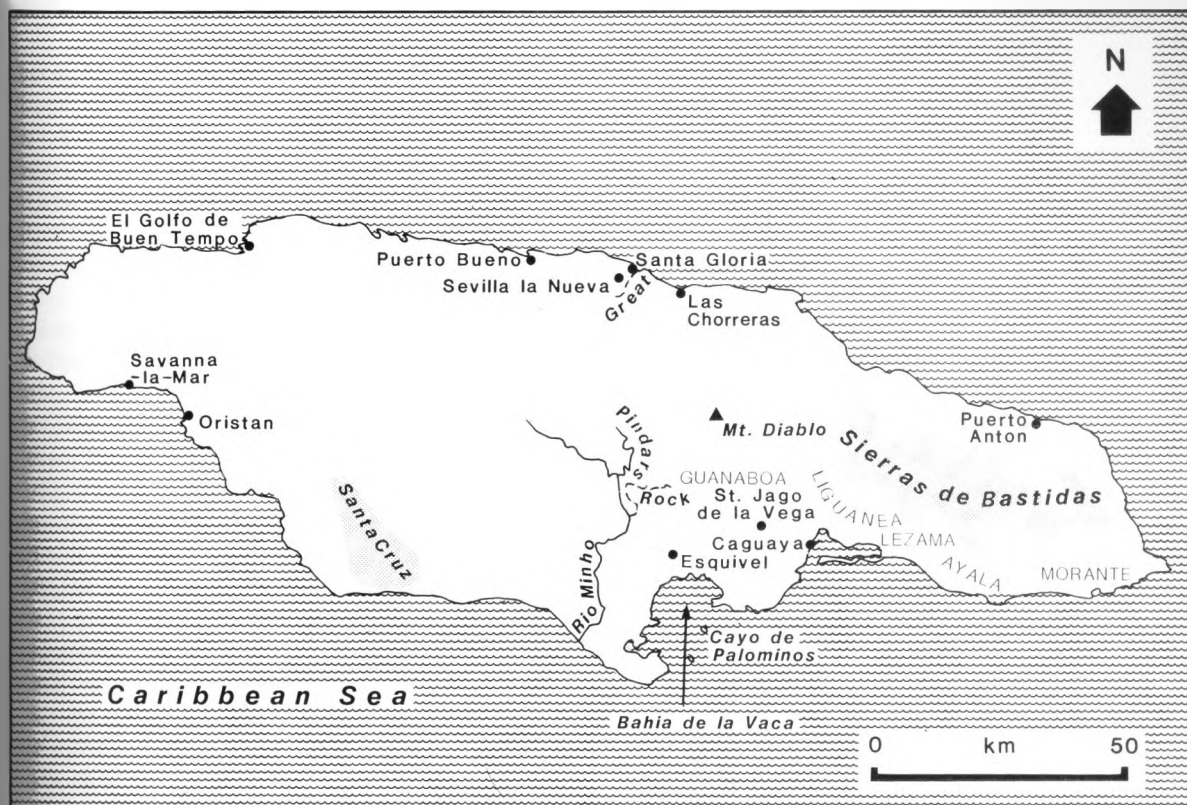 N
El Golfo de
Buen Tempo
Puerto Bueno
Santa Gloria
Sevilla la Nueva
Great
Las
Chorreras
Savanna
-la-Mar
Oristan
Pindars
Mt. Diablo
Puerto
Anton
Sierras de Bastidas
GUANABOA
Rock
St. Jago
de la Vega
LIGUANEA
Santa Cruz
Caguaya
LEZAMA
Esquivel
AYALA
MORANTE
Rio Minho
Cayo de
Palominos
Caribbean Sea
Bahia de la Vaca
0 km 50